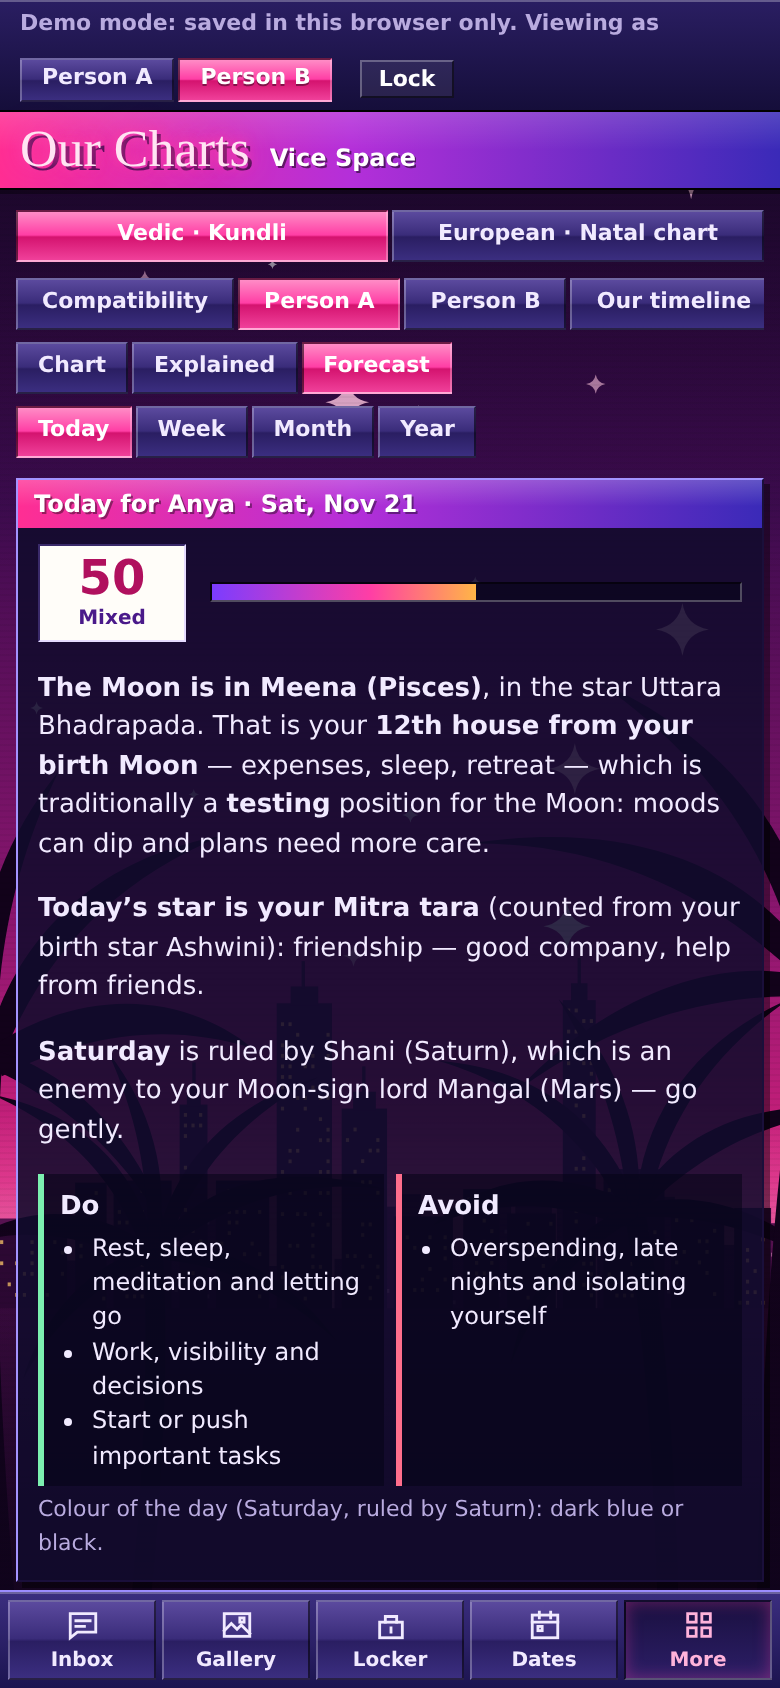 Demo mode: saved in this browser only. Viewing as
Person A Person B Lock
Our Charts Vice Space
Vedic · Kundli European · Natal chart
Compatibility Person A Person B Our timeline
Chart Explained Forecast
Today Week Month Year
Today for Anya · Sat, Nov 21
50
Mixed
The Moon is in Meena (Pisces), in the star Uttara
Bhadrapada. That is your 12th house from your
birth Moon — expenses, sleep, retreat — which is
traditionally a testing position for the Moon: moods
can dip and plans need more care.
Today’s star is your Mitra tara (counted from your
birth star Ashwini): friendship — good company, help
from friends.
Saturday is ruled by Shani (Saturn), which is an
enemy to your Moon-sign lord Mangal (Mars) — go
gently.
Do
• Rest, sleep,
meditation and letting
go
• Work, visibility and
decisions
• Start or push
important tasks
Avoid
• Overspending, late
nights and isolating
yourself
Colour of the day (Saturday, ruled by Saturn): dark blue or
black.
Inbox Gallery Locker Dates More